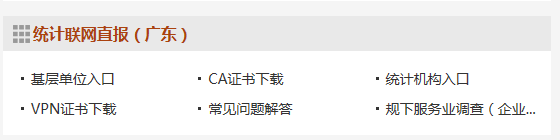 统计联网直报（广东）
基层单位入口 CA证书下载 统计机构入口
VPN证书下载 常见问题解答 规下服务业调查（企业...